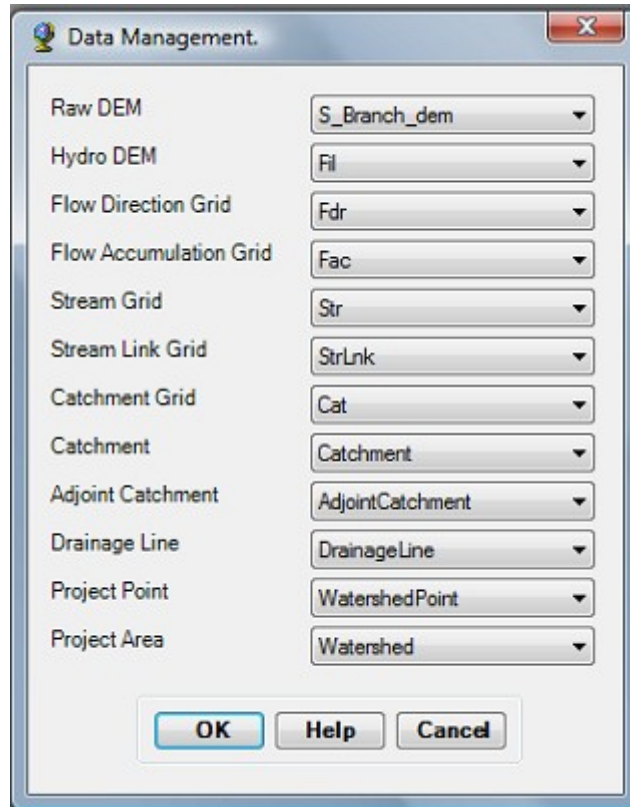 Data Management.
Raw DEM S_Branch_dem
Hydro DEM Fil
Flow Direction Grid Fdr
Flow Accumulation Grid Fac
Stream Grid Str
Stream Link Grid StrLnk
Catchment Grid Cat
Catchment Catchment
Adjoint Catchment AdjointCatchment
Drainage Line DrainageLine
Project Point WatershedPoint
Project Area Watershed
OK Help Cancel